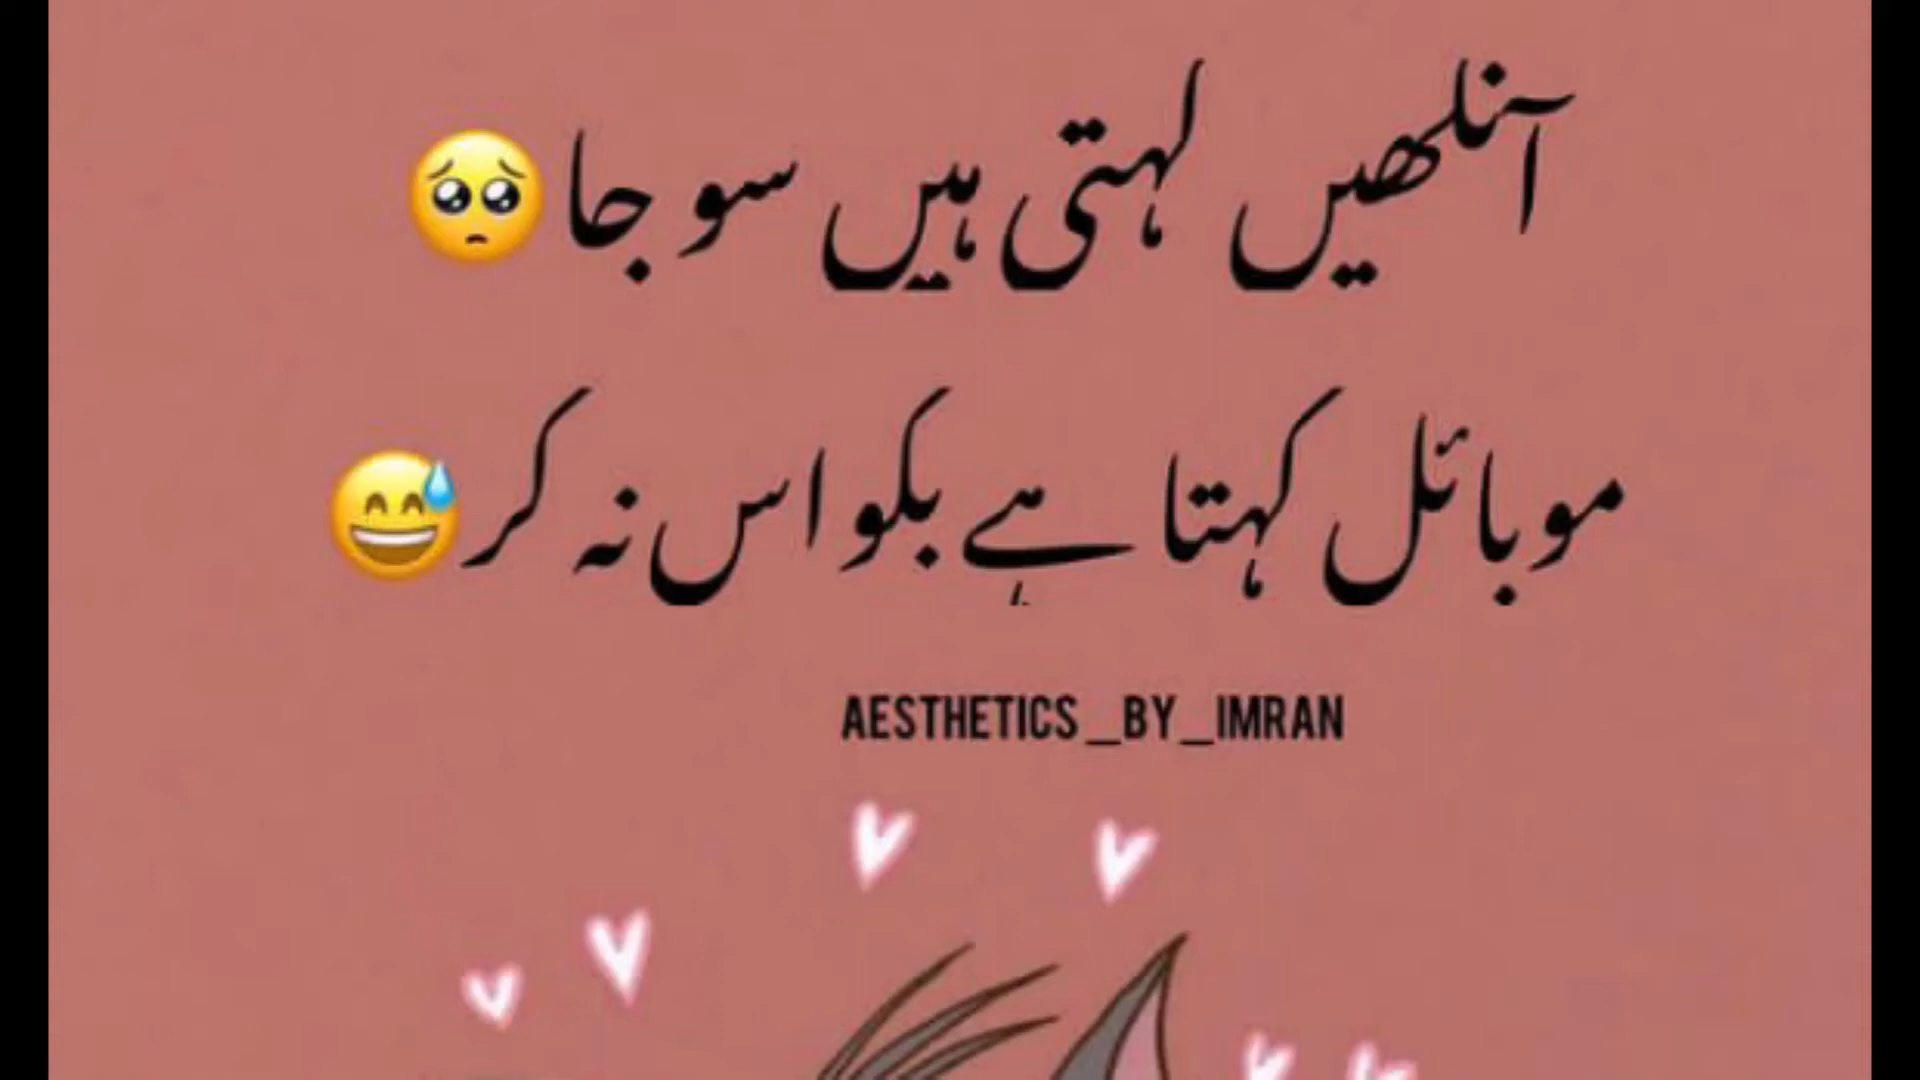 آنکھیں کہتی ہیں سو جا🥺
موبائل کہتا ہے بکواس نہ کر😅
AESTHETICS_BY_IMRAN